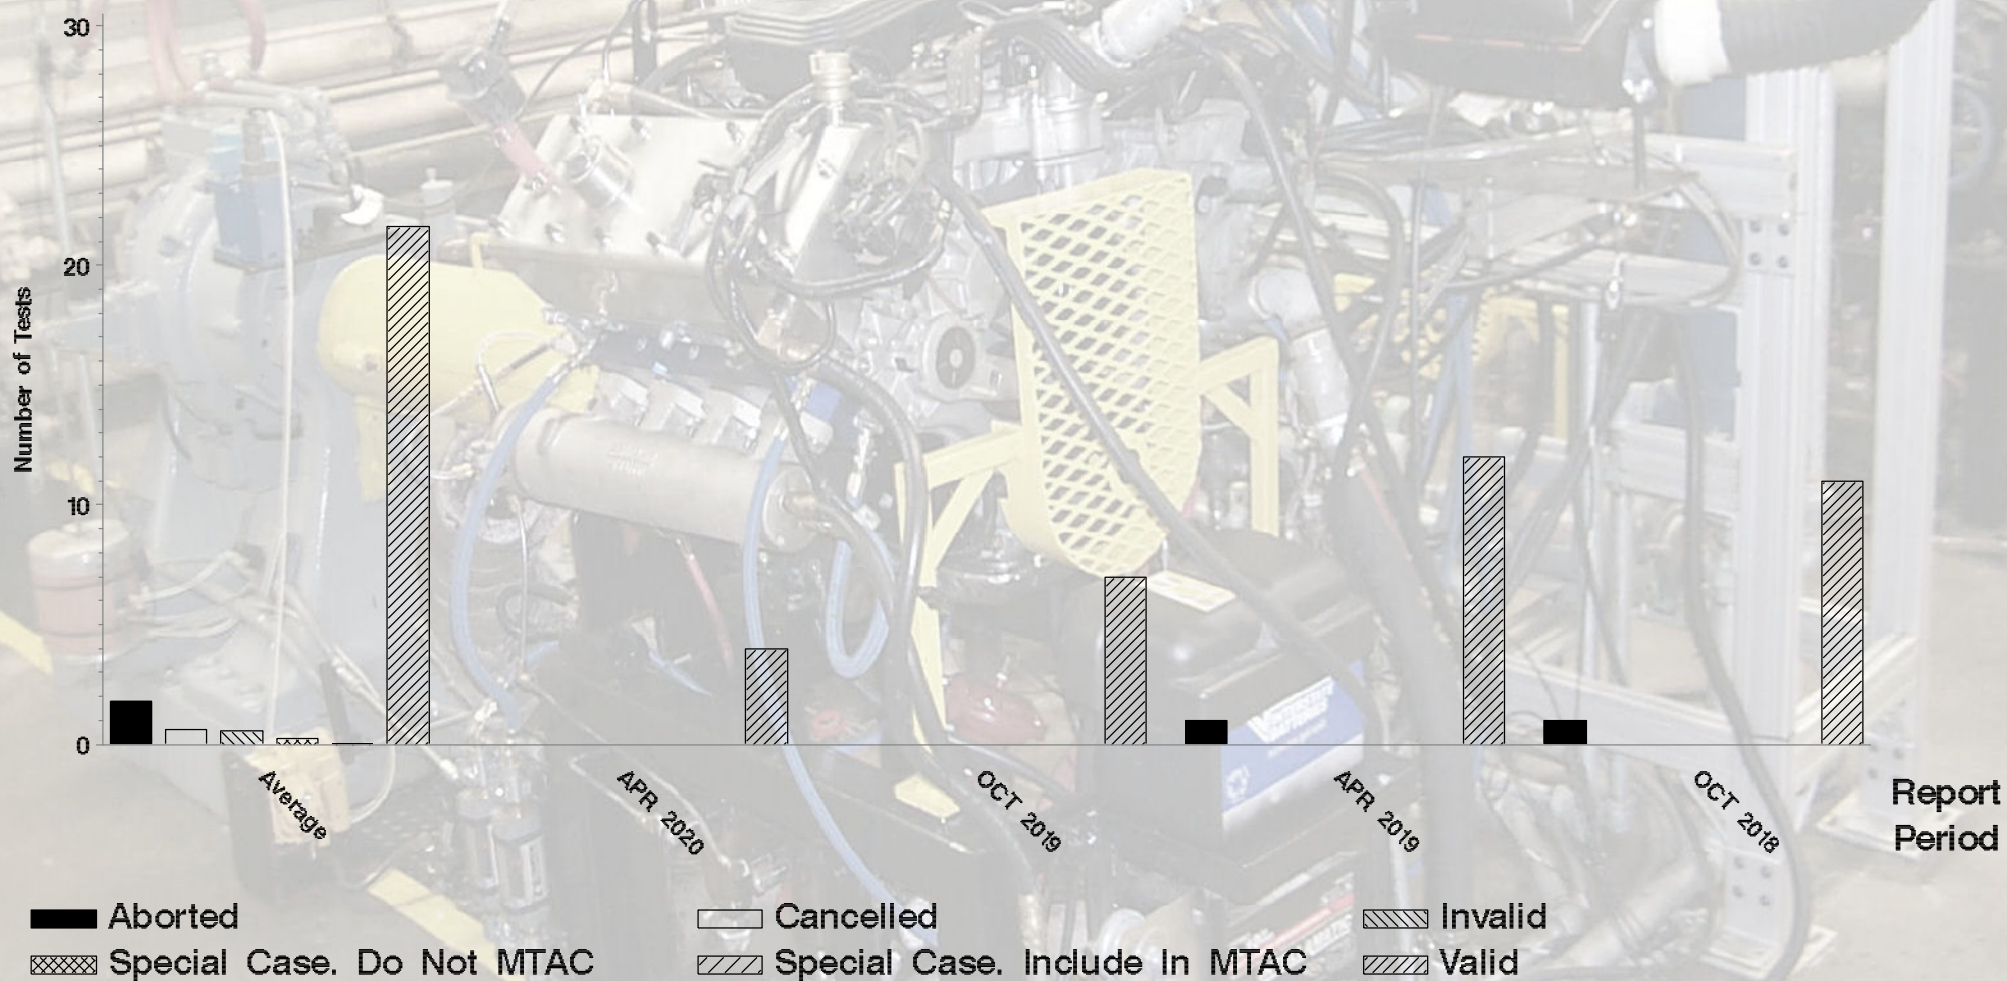 30
20
10
0
Number of Tests
Average
APR 2020
OCT 2019
APR 2019
OCT 2018
Report
Period
Aborted
Cancelled
Invalid
Special Case. Do Not MTAC
Special Case. Include In MTAC
Valid